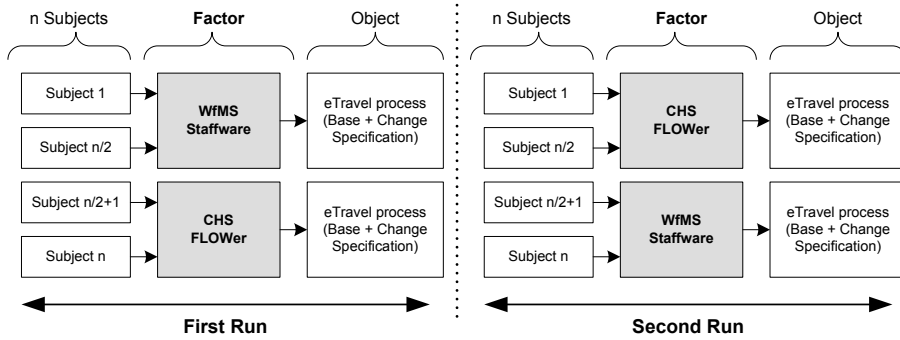 n Subjects
Factor
Object
Subject 1
Subject n/2
WfMS
Staffware
eTravel process
(Base + Change
Specification)
Subject n/2+1
Subject n
CHS
FLOWer
eTravel process
(Base + Change
Specification)
First Run
n Subjects
Factor
Object
Subject 1
Subject n/2
CHS
FLOWer
eTravel process
(Base + Change
Specification)
Subject n/2+1
Subject n
WfMS
Staffware
eTravel process
(Base + Change
Specification)
Second Run